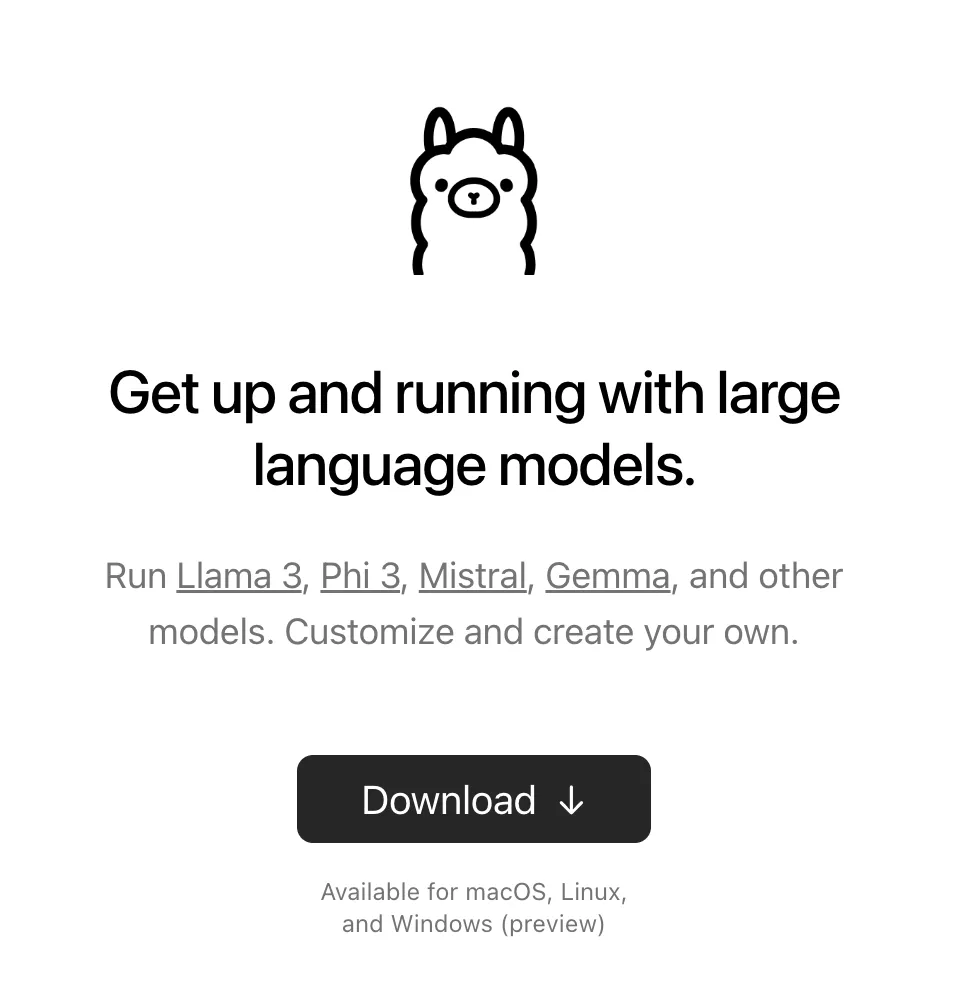 Get up and running with large
language models.
Run Llama 3, Phi 3, Mistral, Gemma, and other
models. Customize and create your own.
Download ↓
Available for macOS, Linux,
and Windows (preview)